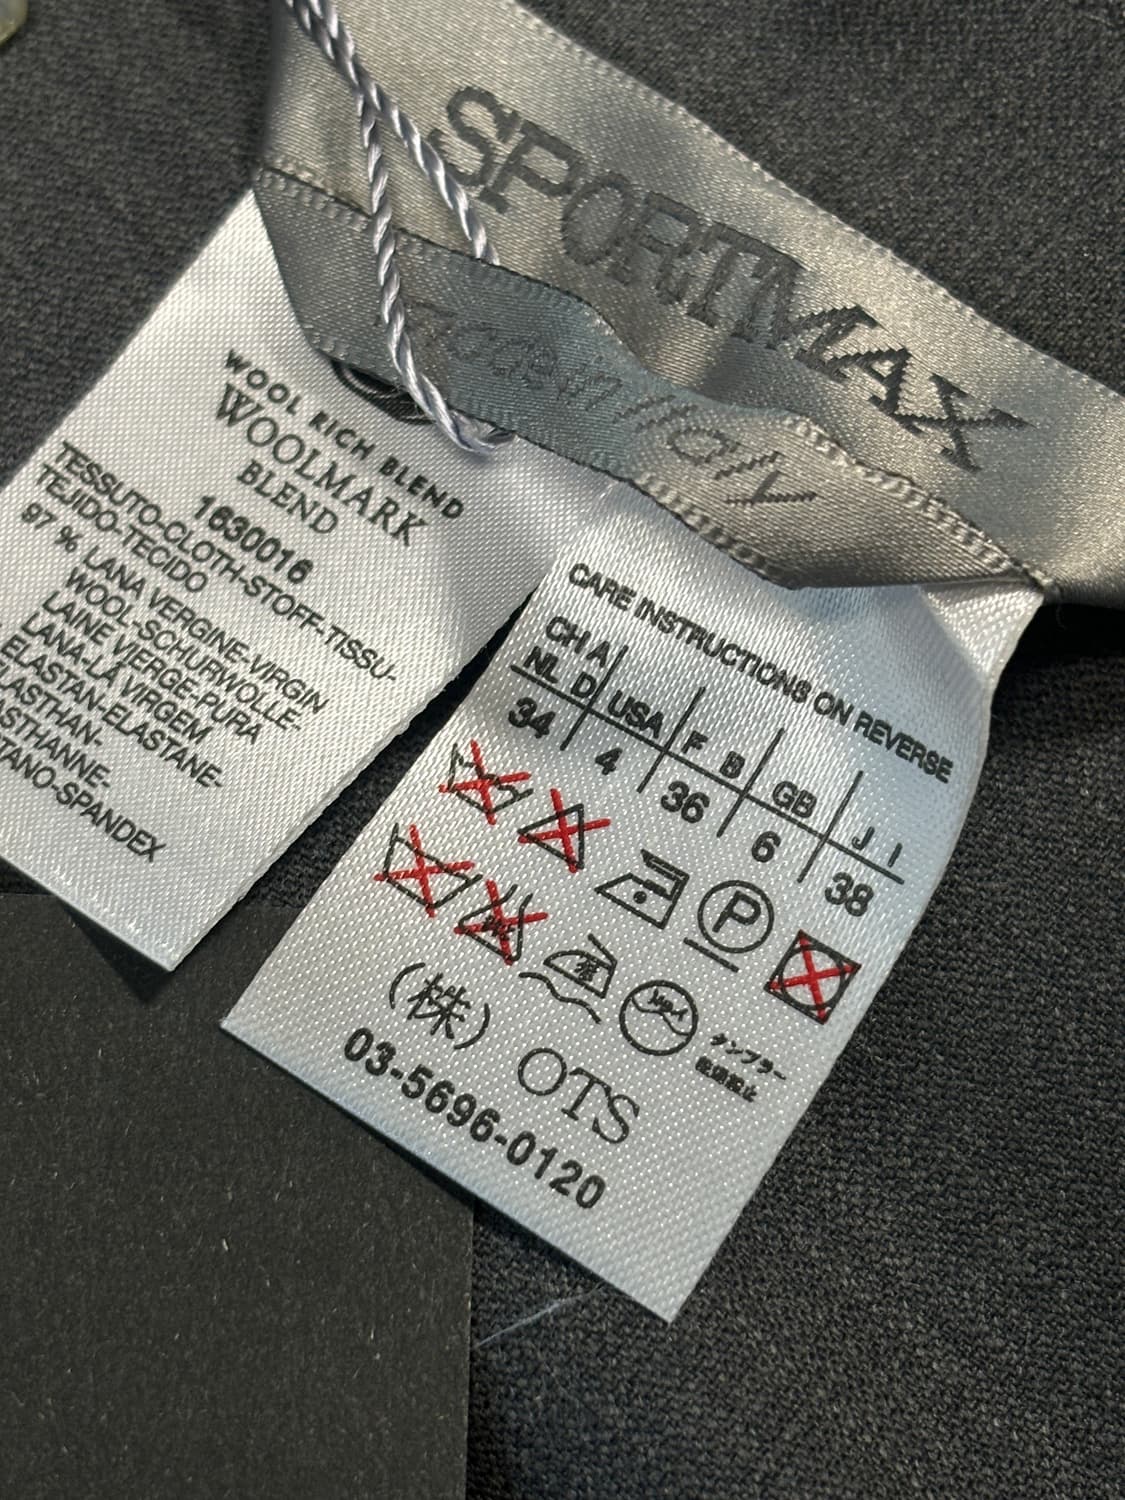 SPORTMAX
Made in Italy
WOOL RICH BLEND
WOOLMARK
BLEND
1630016
TESSUTO-CLOTH-STOFF-TISSU-
TEJIDO-TECIDO
97 % LANA VERGINE-VIRGIN
WOOL-SCHURWOLLE-
LAINE VIERGE-PURA
LANA-LÃ VIRGEM
ELASTAN-ELASTANE-
ELASTHAN-
ASTHANNE-
TANO-SPANDEX
CARE INSTRUCTIONS ON REVERSE
CH A NL D USA F B GB J I
34 4 36 6 38
P
(株) OTS
タンブラー
03-5696-0120